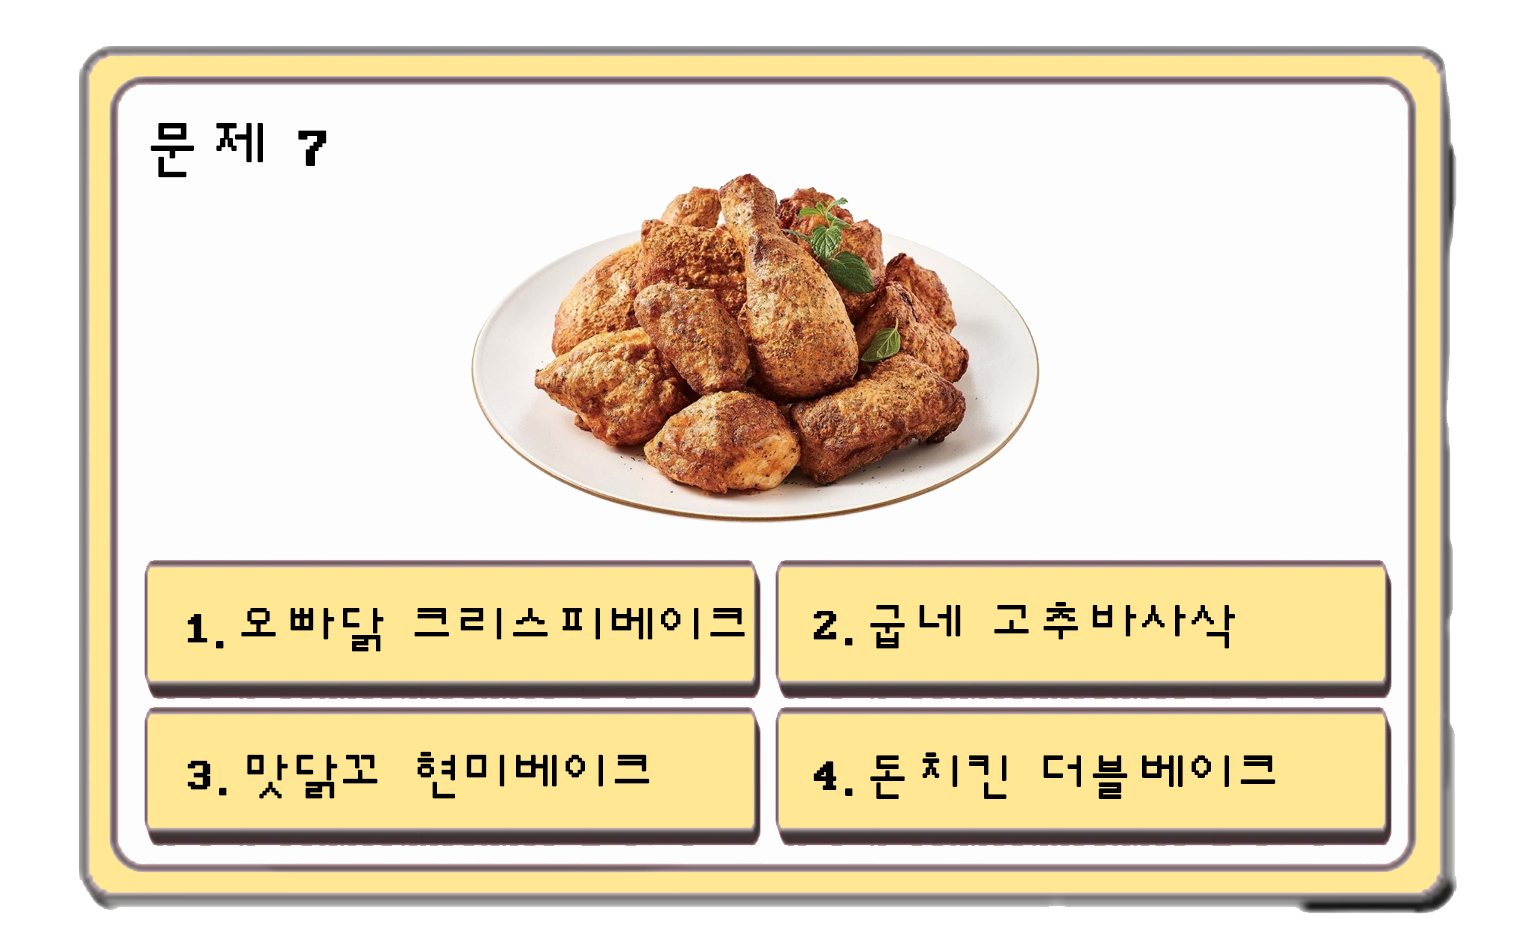 문제 7
1. 오빠닭 크리스피베이크
2. 굽네 고추바사삭
3. 맛닭꼬 현미베이크
4. 돈치킨 더블베이크